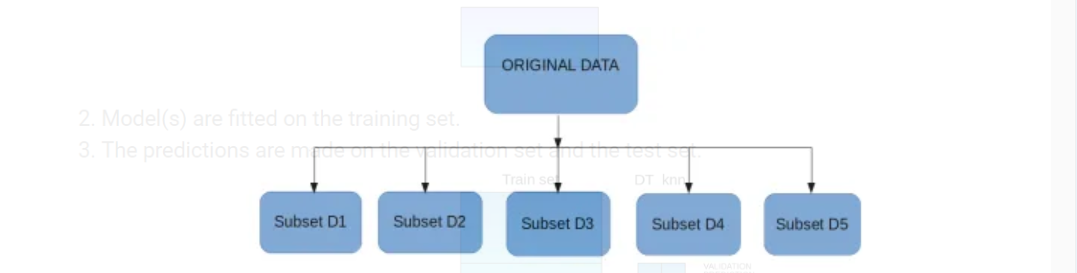 ORIGINAL DATA
2. Model(s) are fitted on the training set.
3. The predictions are made on the validation set and the test set.
Train set DT knn
Subset D1 Subset D2 Subset D3 Subset D4 Subset D5
VALIDATION